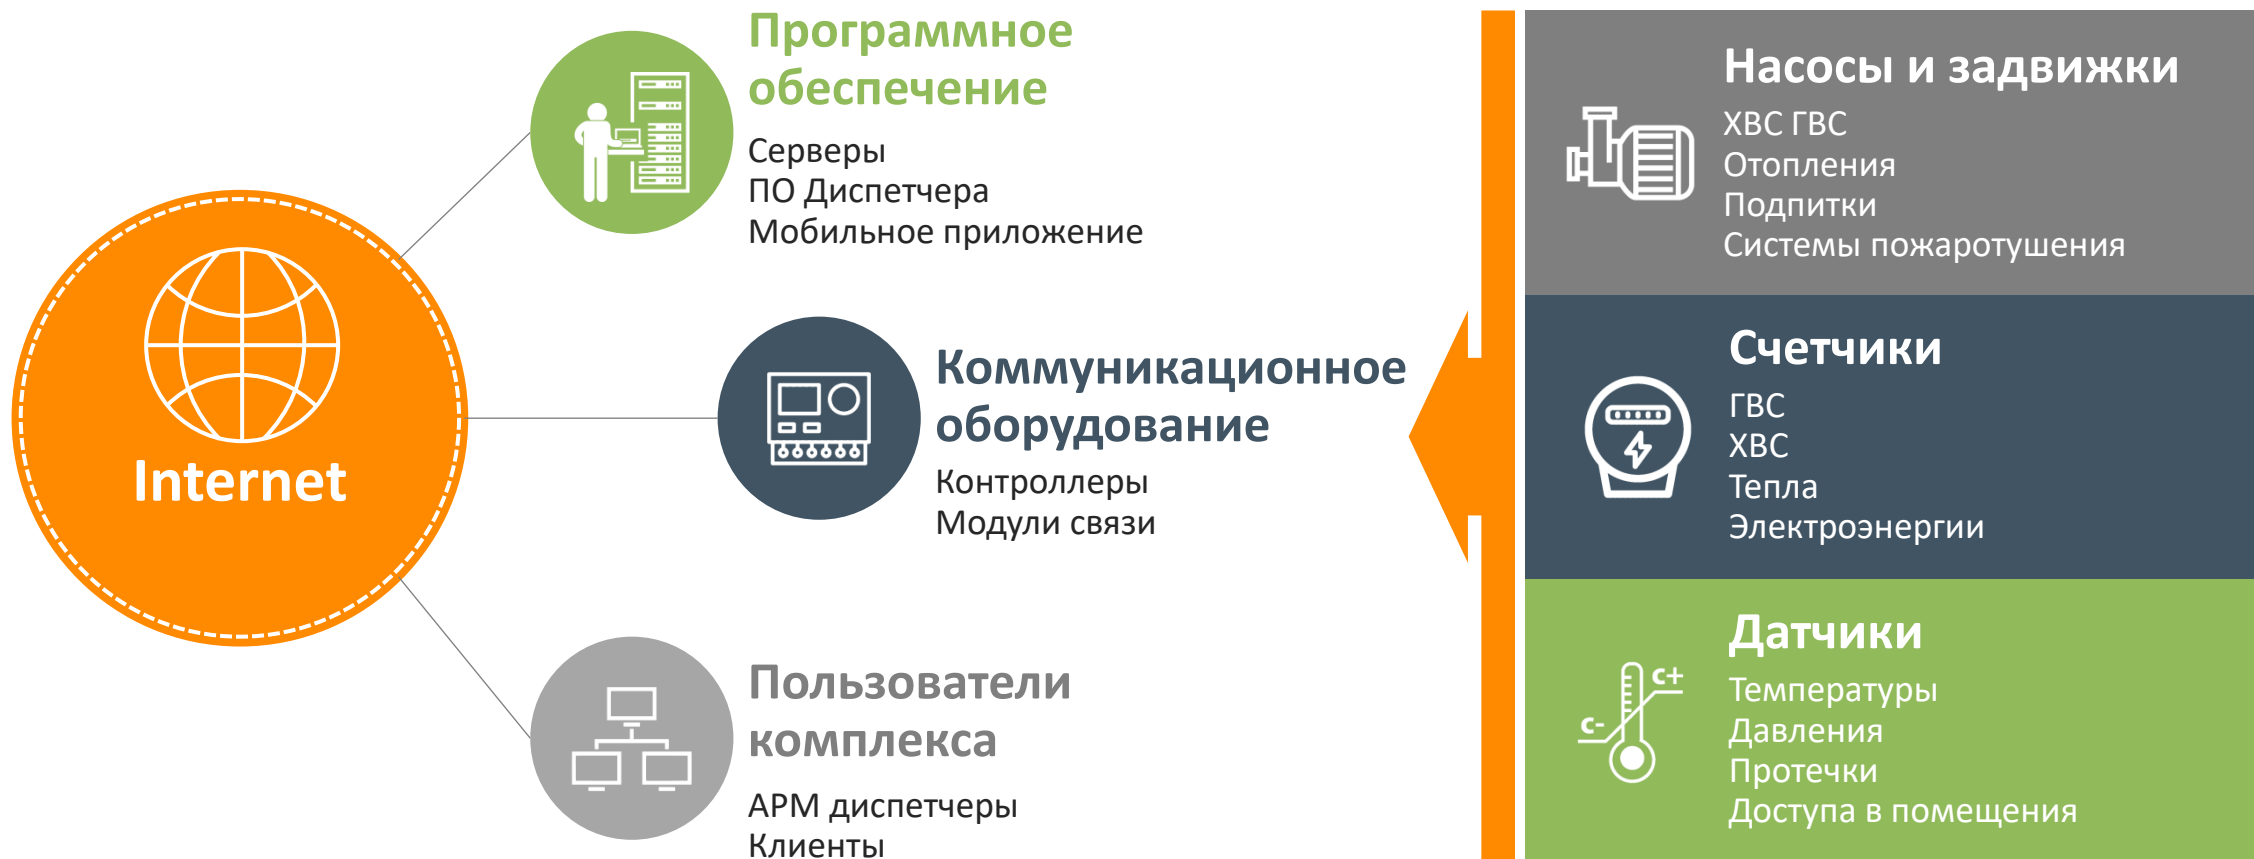 Internet
Программное
обеспечение
Серверы
ПО Диспетчера
Мобильное приложение
Коммуникационное
оборудование
Контроллеры
Модули связи
Пользователи
комплекса
АРМ диспетчеры
Клиенты
Насосы и задвижки
ХВС ГВС
Отопления
Подпитки
Системы пожаротушения
Счетчики
ГВС
ХВС
Тепла
Электроэнергии
Датчики
c+
c-
Температуры
Давления
Протечки
Доступа в помещения